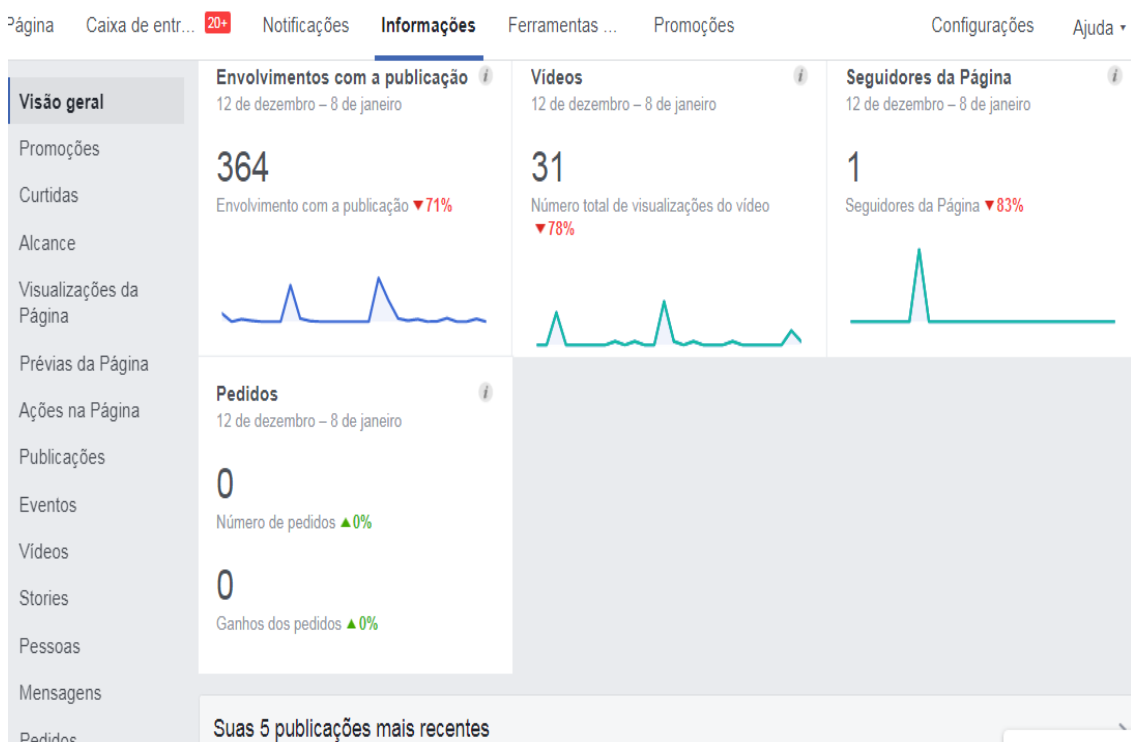 Página Caixa de entr... 20+ Notificações Informações Ferramentas ... Promoções Configurações Ajuda
Visão geral
Promoções
Curtidas
Alcance
Visualizações da
Página
Prévias da Página
Ações na Página
Publicações
Eventos
Vídeos
Stories
Pessoas
Mensagens
Pedidos
Envolvimentos com a publicação i
12 de dezembro – 8 de janeiro
364
Envolvimento com a publicação ▼71%
Vídeos i
12 de dezembro – 8 de janeiro
31
Número total de visualizações do vídeo
▼78%
Seguidores da Página i
12 de dezembro – 8 de janeiro
1
Seguidores da Página ▼83%
Pedidos i
12 de dezembro – 8 de janeiro
0
Número de pedidos ▲0%
0
Ganhos dos pedidos ▲0%
Suas 5 publicações mais recentes